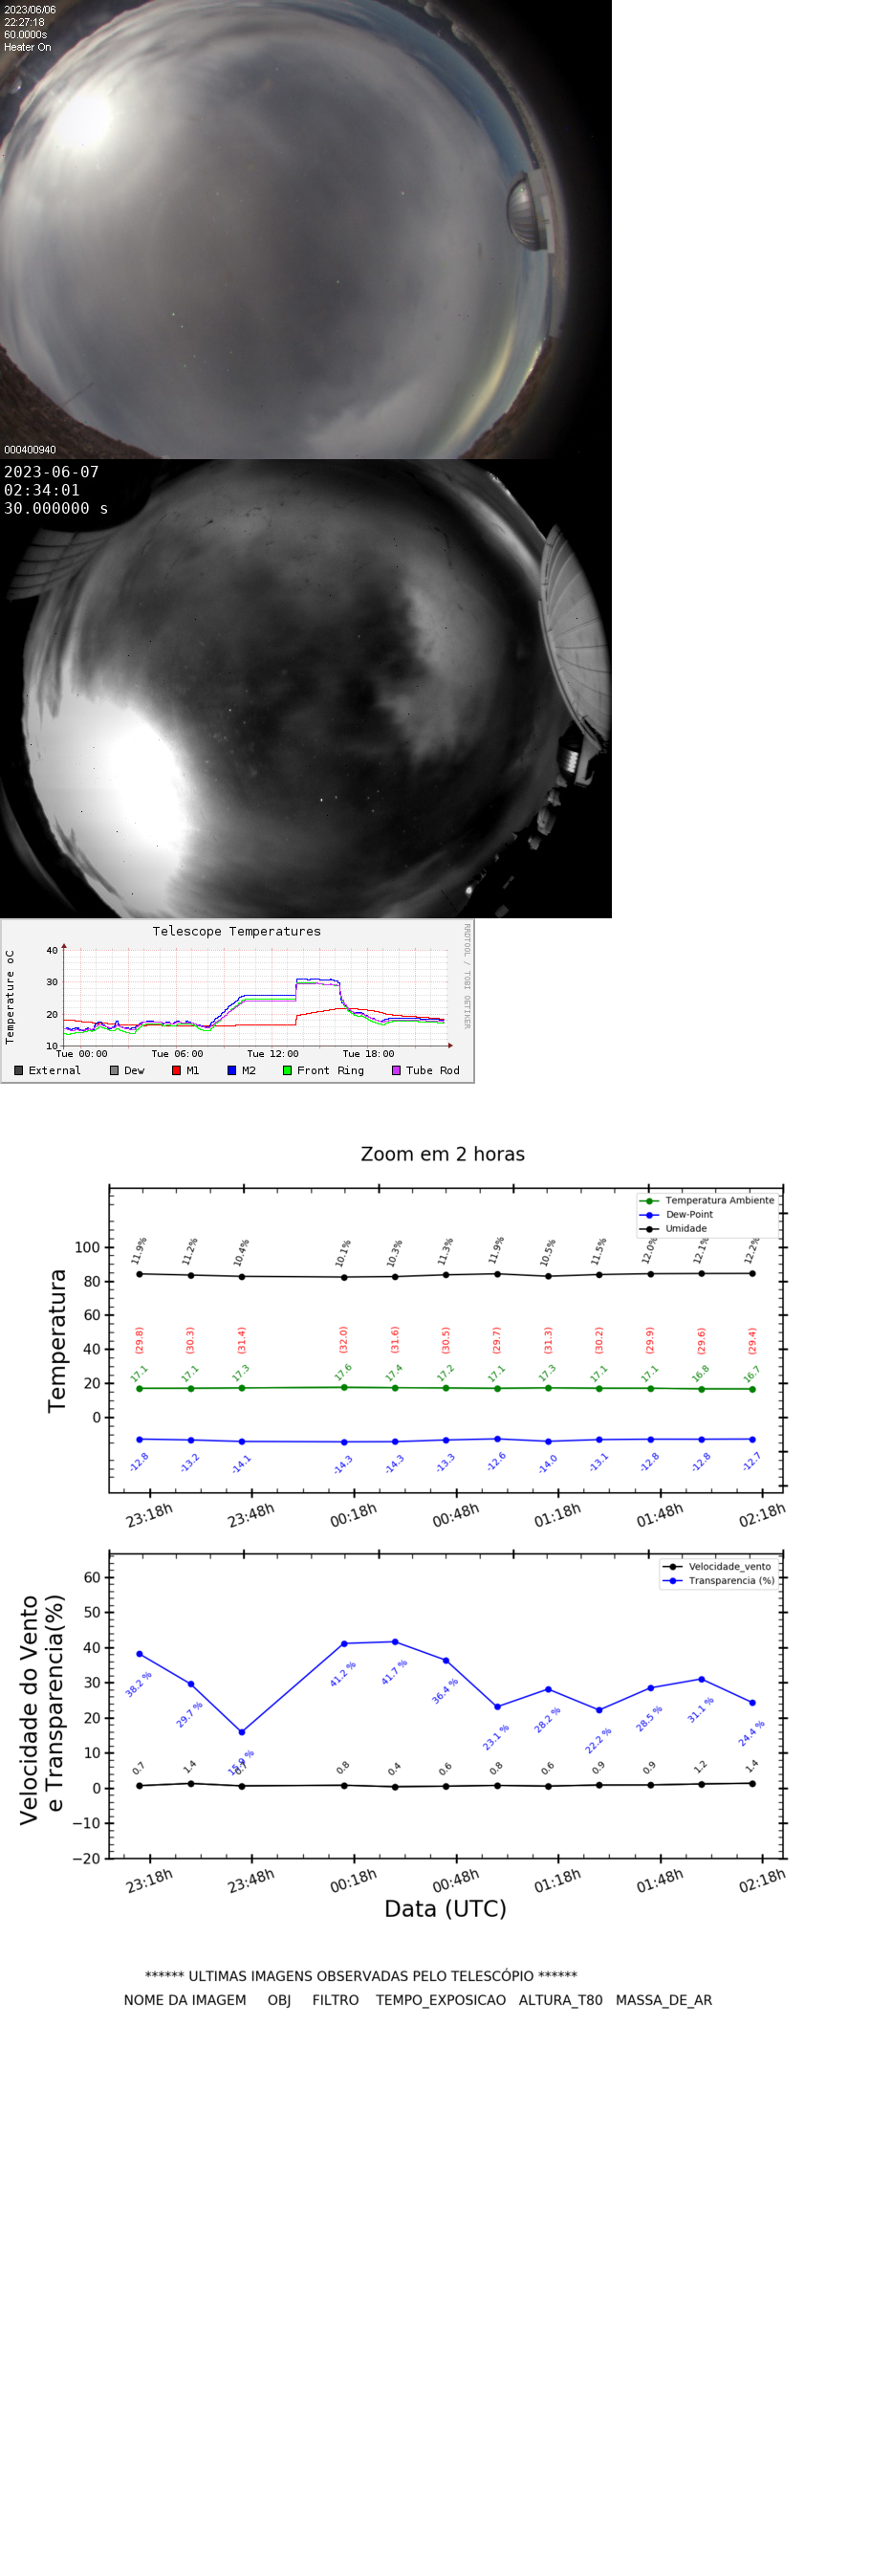 2023/06/06
22:27:18
60.0000s
Heater On
000400940
2023-06-07
02:34:01
30.000000 s
Telescope Temperatures
RRDTOOL / TOBI OETIKER
Temperature oC
40
30
20
10
Tue 00:00 Tue 06:00 Tue 12:00 Tue 18:00
External Dew M1 M2 Front Ring Tube Rod
Zoom em 2 horas
Temperatura Ambiente
Dew-Point
Umidade
Temperatura
100
80
60
40
20
0
11.9% 11.2% 10.4% 10.1% 10.3% 11.3% 11.9% 10.5% 11.5% 12.0% 12.1% 12.2%
(29.8) (30.3) (31.4) (32.0) (31.6) (30.5) (29.7) (31.3) (30.2) (29.9) (29.6) (29.4)
17.1 17.1 17.3 17.6 17.4 17.2 17.1 17.3 17.1 17.1 16.8 16.7
-12.8 -13.2 -14.1 -14.3 -14.3 -13.3 -12.6 -14.0 -13.1 -12.8 -12.8 -12.7
23:18h 23:48h 00:18h 00:48h 01:18h 01:48h 02:18h
Velocidade_vento
Transparencia (%)
Velocidade do Vento
e Transparencia(%)
60
50
40
30
20
10
0
−10
−20
38.2 % 29.7 % 41.2 % 41.7 % 36.4 % 23.1 % 28.2 % 22.2 % 28.5 % 31.1 % 24.4 %
0.7 1.4 0.8 0.4 0.6 0.8 0.6 0.9 0.9 1.2 1.4
23:18h 23:48h 00:18h 00:48h 01:18h 01:48h 02:18h
Data (UTC)
****** ULTIMAS IMAGENS OBSERVADAS PELO TELESCÓPIO ******
NOME DA IMAGEM OBJ FILTRO TEMPO_EXPOSICAO ALTURA_T80 MASSA_DE_AR